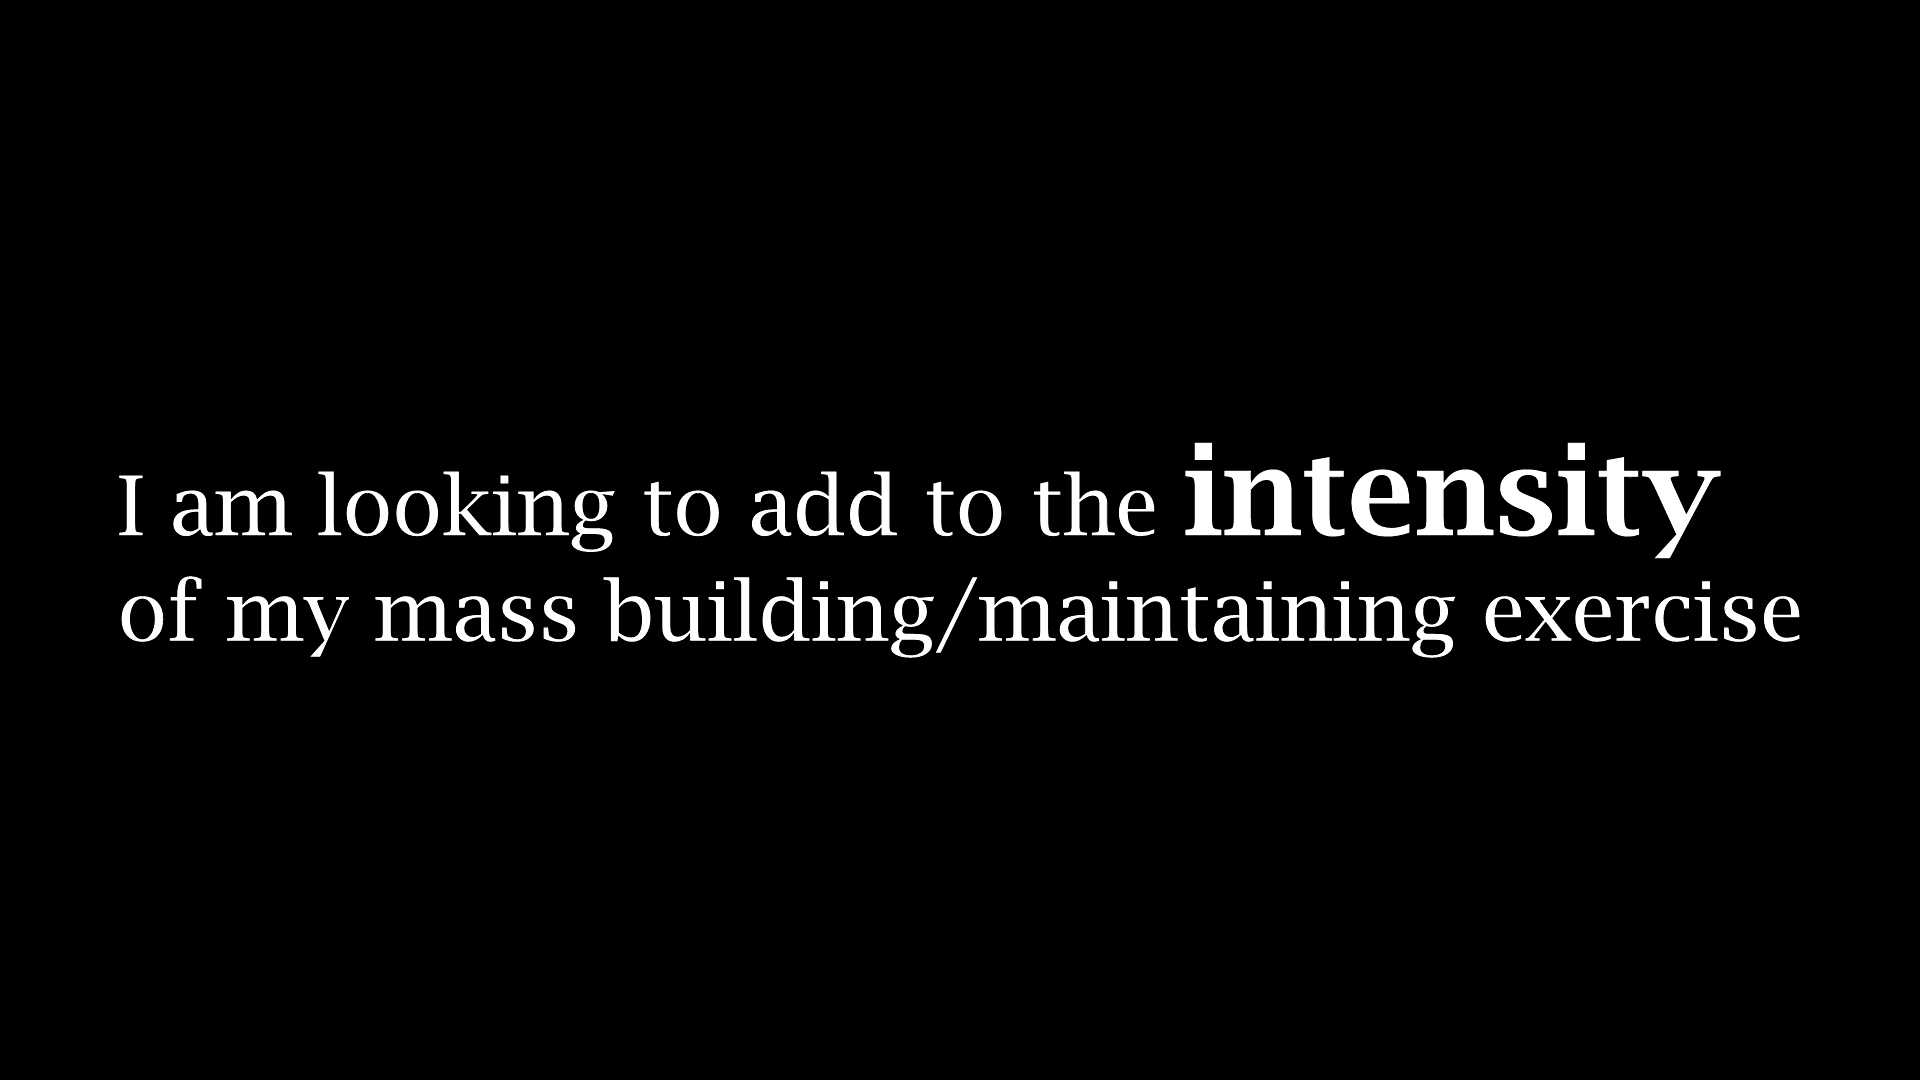 I am looking to add to the intensity
of my mass building/maintaining exercise